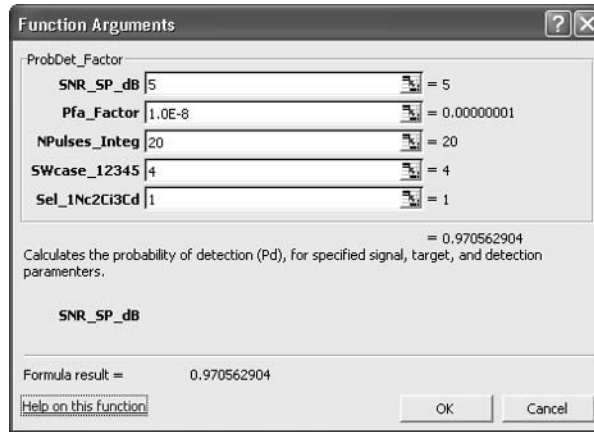 Function Arguments
ProbDet_Factor
SNR_SP_dB 5 = 5
Pfa_Factor 1.0E-8 = 0.00000001
NPulses_Integ 20 = 20
SWcase_12345 4 = 4
Sel_1Nc2Ci3Cd 1 = 1
= 0.970562904
Calculates the probability of detection (Pd), for specified signal, target, and detection
paramenters.
SNR_SP_dB
Formula result = 0.970562904
Help on this function OK Cancel